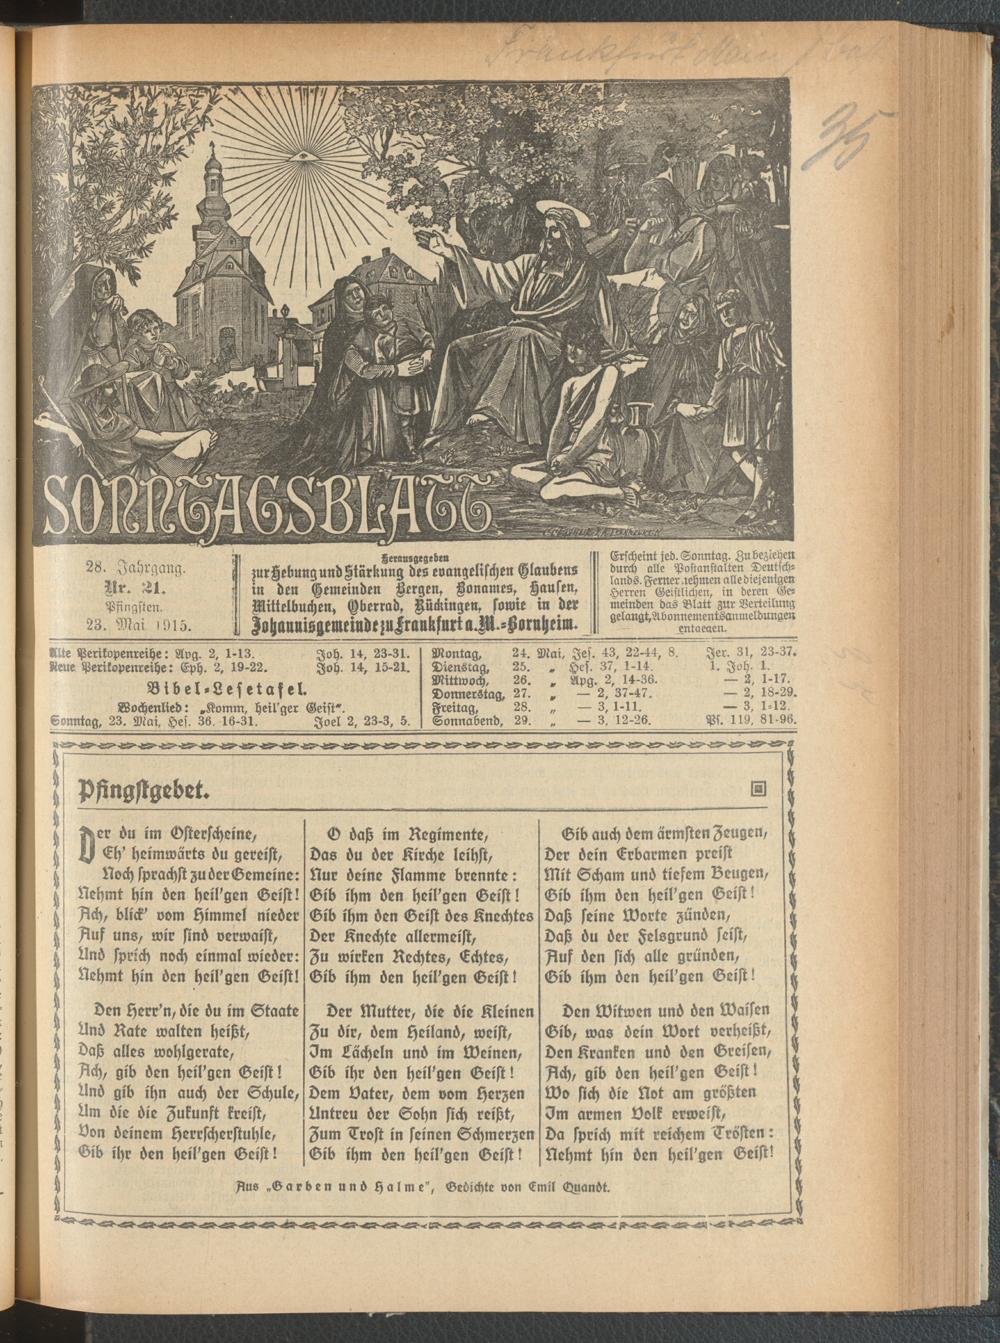 Frankfurt Main
35
SONNTAGSBLATT
28. Jahrgang.
Nr. 21.
Pfingsten.
23. Mai 1915.
Herausgegeben
zur Hebung und Stärkung des evangelischen Glaubens
in den Gemeinden Bergen, Bonames, Hausen,
Mittelbuchen, Oberrad, Rückingen, sowie in der
Johannisgemeinde zu Frankfurt a. M.=Bornheim.
Erscheint jed. Sonntag. Zu beziehen
durch alle Postanstalten Deutsch=
lands. Ferner nehmen alle diejenigen
Herren Geistlichen, in deren Ge=
meinden das Blatt zur Verteilung
gelangt, Abonnementsanmeldungen
entgegen.
Alte Perikopenreihe: Apg. 2, 1-13. Joh. 14, 23-31.
Neue Perikopenreihe: Eph. 2, 19-22. Joh. 14, 15-21.
Bibel=Lesetafel.
Wochenlied: „Komm, heil'ger Geist“.
Sonntag, 23. Mai, Hes. 36. 16-31. Joel 2, 23-3, 5.
Montag, 24. Mai, Jes. 43, 22-44, 8. Jer. 31, 23-37.
Dienstag, 25. „ Hes. 37, 1-14. 1. Joh. 1.
Mittwoch, 26. „ Apg. 2, 14-36. — 2, 1-17.
Donnerstag, 27. „ — 2, 37-47. — 2, 18-29.
Freitag, 28. „ — 3, 1-11. — 3, 1=12.
Sonnabend, 29. „ — 3, 12-26. Ps. 119, 81-96.
Pfingstgebet.
Der du im Osterscheine,
Eh' heimwärts du gereist,
Noch sprachst zu der Gemeine:
Nehmt hin den heil'gen Geist!
Ach, blick' vom Himmel nieder
Auf uns, wir sind verwaist,
Und sprich noch einmal wieder:
Nehmt hin den heil'gen Geist!
Den Herr'n, die du im Staate
Und Rate walten heißt,
Daß alles wohlgerate,
Ach, gib den heil'gen Geist!
Und gib ihn auch der Schule,
Um die die Zukunft kreist,
Von deinem Herrscherstuhle,
Gib ihr den heil'gen Geist!
O daß im Regimente,
Das du der Kirche leihst,
Nur deine Flamme brennte:
Gib ihm den heil'gen Geist!
Gib ihm den Geist des Knechtes
Der Knechte allermeist,
Zu wirken Rechtes, Echtes,
Gib ihm den heil'gen Geist!
Der Mutter, die die Kleinen
Zu dir, dem Heiland, weist,
Im Lächeln und im Weinen,
Gib ihr den heil'gen Geist!
Dem Vater, dem vom Herzen
Untreu der Sohn sich reißt,
Zum Trost in seinen Schmerzen
Gib ihm den heil'gen Geist!
Gib auch dem ärmsten Zeugen,
Der dein Erbarmen preist
Mit Scham und tiefem Beugen,
Gib ihm den heil'gen Geist!
Daß seine Worte zünden,
Daß du der Felsgrund seist,
Auf den sich alle gründen,
Gib ihm den heil'gen Geist!
Den Witwen und den Waisen
Gib, was dein Wort verheißt,
Den Kranken und den Greisen,
Ach, gib den heil'gen Geist!
Wo sich die Not am größten
Im armen Volk erweist,
Da sprich mit reichem Trösten:
Nehmt hin den heil'gen Geist!
Aus „Garben und Halme“, Gedichte von Emil Quandt.